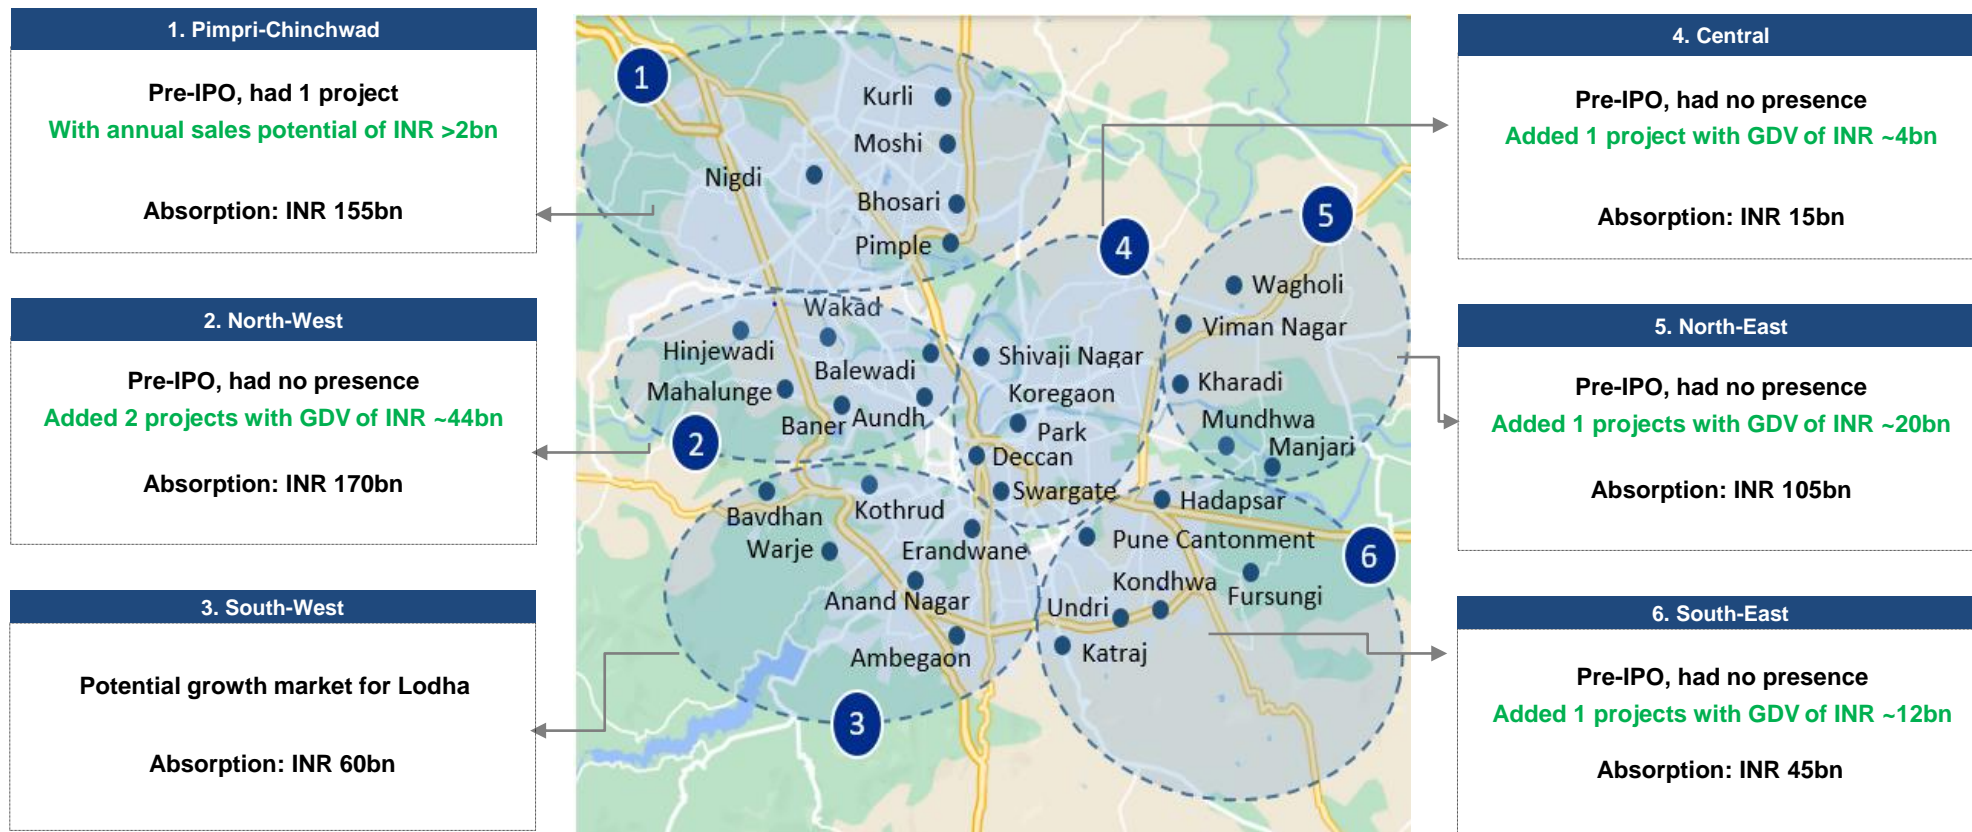 1. Pimpri-Chinchwad
Pre-IPO, had 1 project
With annual sales potential of INR >2bn
Absorption: INR 155bn
2. North-West
Pre-IPO, had no presence
Added 2 projects with GDV of INR ~44bn
Absorption: INR 170bn
3. South-West
Potential growth market for Lodha
Absorption: INR 60bn
1
Kurli
Moshi
Nigdi
Bhosari
Pimple
4
5
Wagholi
Viman Nagar
Wakad
Hinjewadi
Balewadi
Mahalunge
Baner
Aundh
2
Shivaji Nagar
Koregaon
Park
Deccan
Swargate
Kharadi
Mundhwa
Manjari
Bavdhan
Kothrud
Warje
Erandwane
Anand Nagar
Ambegaon
3
Hadapsar
Pune Cantonment
6
Kondhwa
Undri
Fursungi
Katraj
4. Central
Pre-IPO, had no presence
Added 1 project with GDV of INR ~4bn
Absorption: INR 15bn
5. North-East
Pre-IPO, had no presence
Added 1 projects with GDV of INR ~20bn
Absorption: INR 105bn
6. South-East
Pre-IPO, had no presence
Added 1 projects with GDV of INR ~12bn
Absorption: INR 45bn